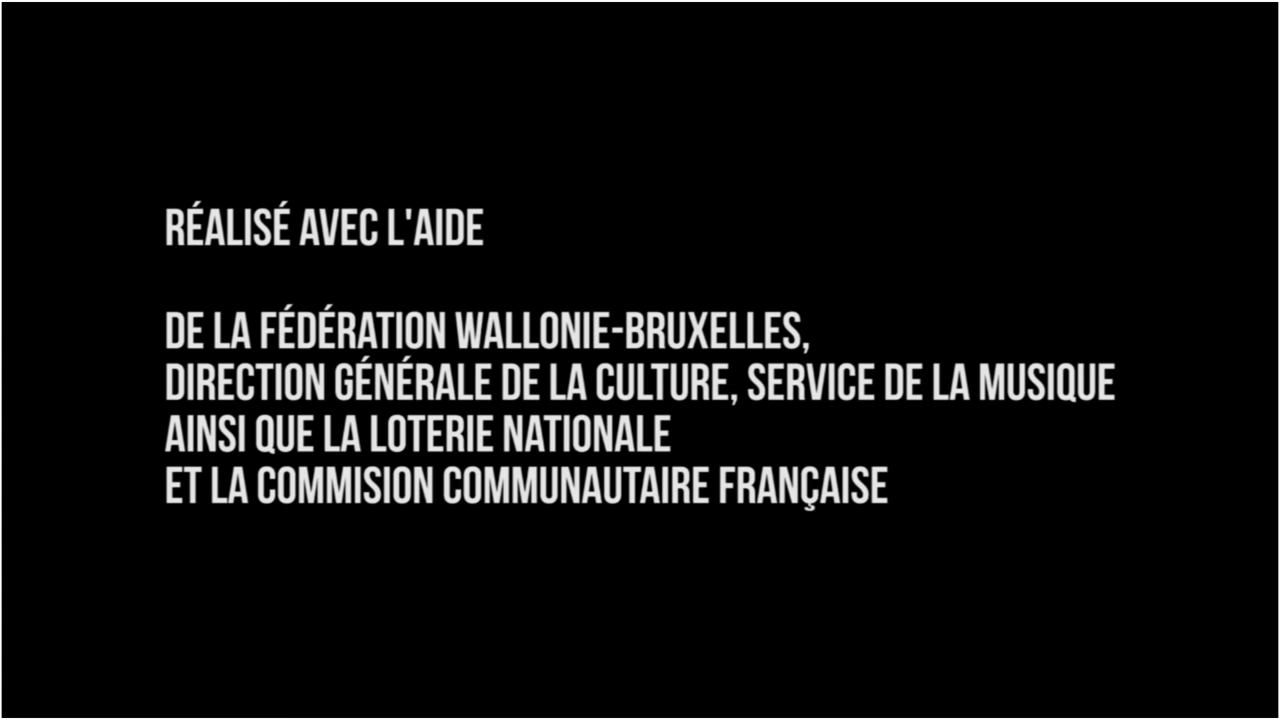 RÉALISÉ AVEC L'AIDE
DE LA FÉDÉRATION WALLONIE-BRUXELLES,
DIRECTION GÉNÉRALE DE LA CULTURE, SERVICE DE LA MUSIQUE
AINSI QUE LA LOTERIE NATIONALE
ET LA COMMISION COMMUNAUTAIRE FRANÇAISE